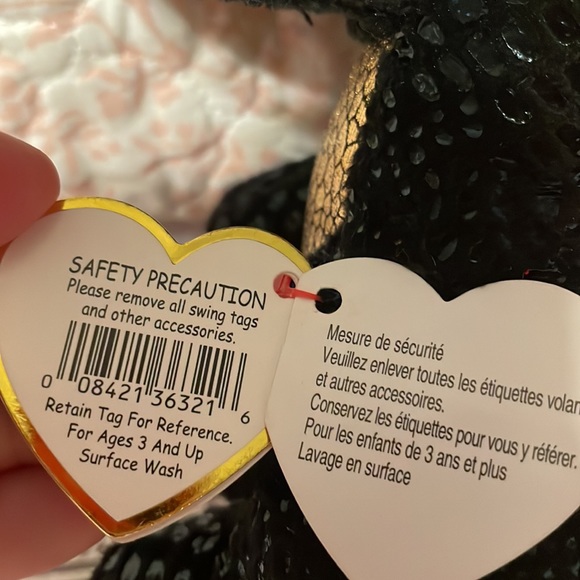 SAFETY PRECAUTION
Please remove all swing tags
and other accessories.
0 08421 36321 6
Retain Tag For Reference.
For Ages 3 And Up
Surface Wash
Mesure de sécurité
Veuillez enlever toutes les étiquettes
et autres accessoires.
Conservez les étiquettes pour vous y référer.
Pour les enfants de 3 ans et plus
Lavage en surface